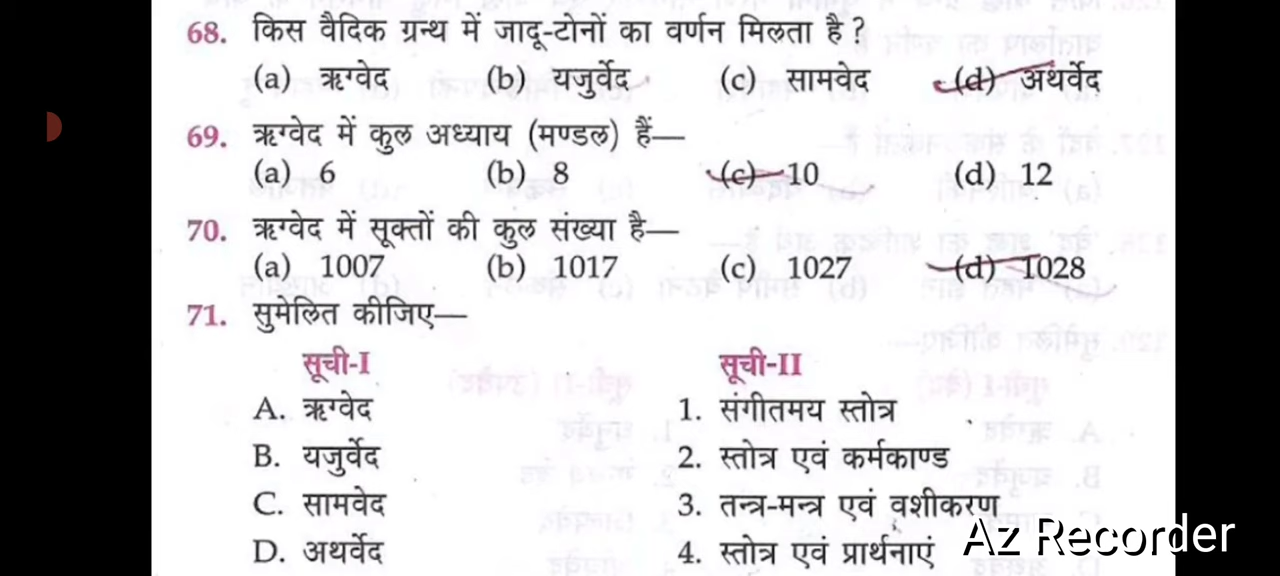 68. किस वैदिक ग्रन्थ में जादू-टोनों का वर्णन मिलता है?
(a) ऋग्वेद (b) यजुर्वेद (c) सामवेद (d) अथर्वेद
69. ऋग्वेद में कुल अध्याय (मण्डल) हैं—
(a) 6 (b) 8 (c) 10 (d) 12
70. ऋग्वेद में सूक्तों की कुल संख्या है—
(a) 1007 (b) 1017 (c) 1027 (d) 1028
71. सुमेलित कीजिए—
सूची-I सूची-II
A. ऋग्वेद 1. संगीतमय स्तोत्र
B. यजुर्वेद 2. स्तोत्र एवं कर्मकाण्ड
C. सामवेद 3. तन्त्र-मन्त्र एवं वशीकरण
D. अथर्वेद 4. स्तोत्र एवं प्रार्थनाएं
Az Recorder